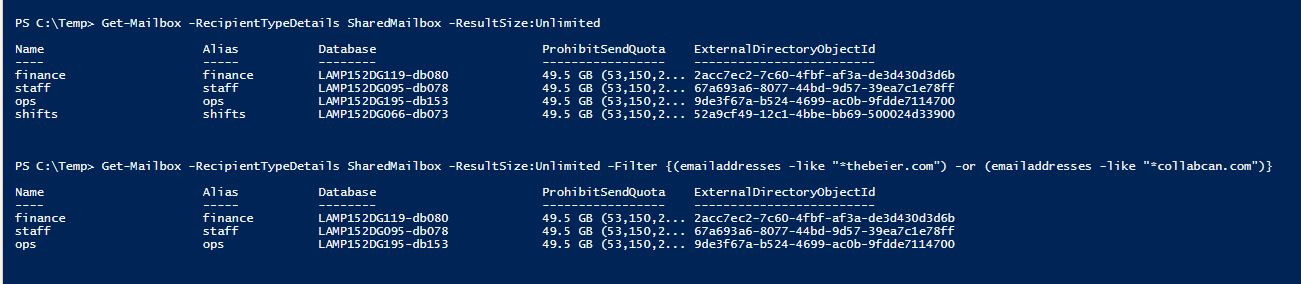 PS C:\Temp> Get-Mailbox -RecipientTypeDetails SharedMailbox -ResultSize:Unlimited
Name Alias Database ProhibitSendQuota ExternalDirectoryObjectId
---- ----- -------- ----------------- -------------------------
finance finance LAMP152DG119-db080 49.5 GB (53,150,2... 2acc7ec2-7c60-4fbf-af3a-de3d430d3d6b
staff staff LAMP152DG095-db078 49.5 GB (53,150,2... 67a693a6-8077-44bd-9d57-39ea7c1e78ff
ops ops LAMP152DG195-db153 49.5 GB (53,150,2... 9de3f67a-b524-4699-ac0b-9fdde7114700
shifts shifts LAMP152DG066-db073 49.5 GB (53,150,2... 52a9cf49-12c1-4bbe-bb69-500024d33900
PS C:\Temp> Get-Mailbox -RecipientTypeDetails SharedMailbox -ResultSize:Unlimited -Filter {(emailaddresses -like "*thebeier.com") -or (emailaddresses -like "*collabcan.com")}
Name Alias Database ProhibitSendQuota ExternalDirectoryObjectId
---- ----- -------- ----------------- -------------------------
finance finance LAMP152DG119-db080 49.5 GB (53,150,2... 2acc7ec2-7c60-4fbf-af3a-de3d430d3d6b
staff staff LAMP152DG095-db078 49.5 GB (53,150,2... 67a693a6-8077-44bd-9d57-39ea7c1e78ff
ops ops LAMP152DG195-db153 49.5 GB (53,150,2... 9de3f67a-b524-4699-ac0b-9fdde7114700